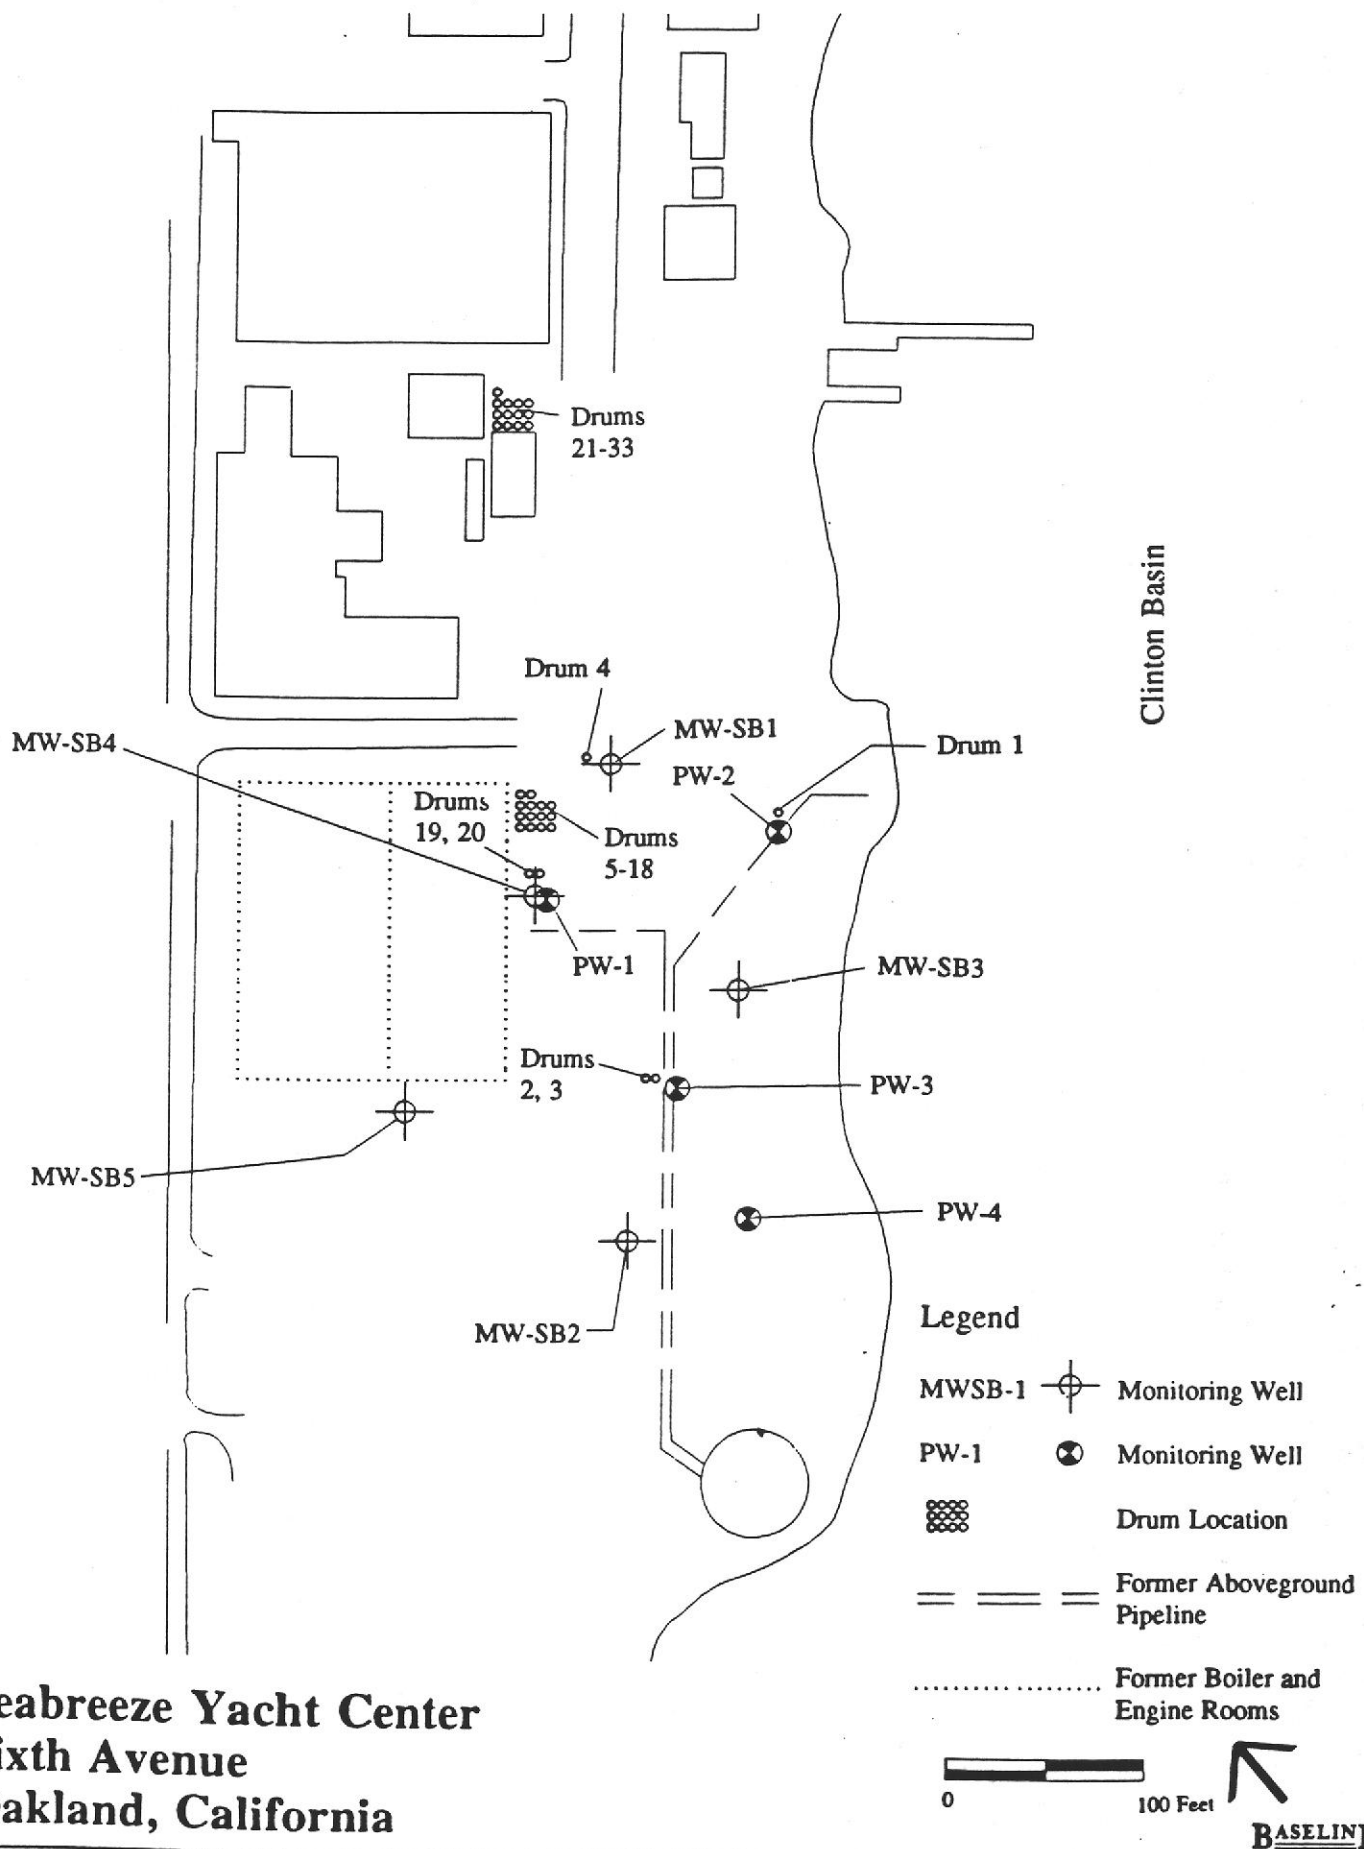 Drums
21-33
Clinton Basin
Drum 4
MW-SB4
MW-SB1
Drum 1
PW-2
Drums
19, 20
Drums
5-18
PW-1
MW-SB3
Drums
2, 3
PW-3
MW-SB5
PW-4
MW-SB2
Legend
MWSB-1 Monitoring Well
PW-1 Monitoring Well
Drum Location
Former Aboveground
Pipeline
Former Boiler and
Engine Rooms
0 100 Feet
eabreeze Yacht Center
ixth Avenue
akland, California
BASELIN